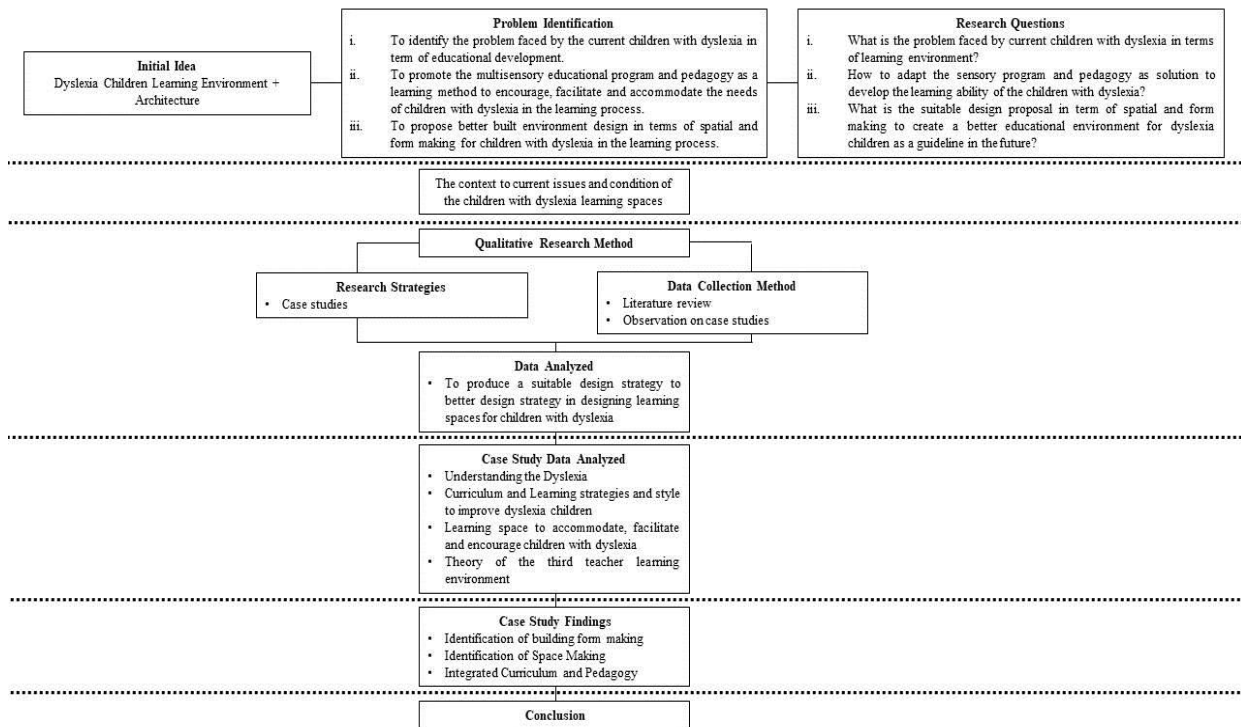 Initial Idea
Dyslexia Children Learning Environment +
Architecture
Problem Identification
i. To identify the problem faced by the current children with dyslexia in
term of educational development.
ii. To promote the multisensory educational program and pedagogy as a
learning method to encourage, facilitate and accommodate the needs
of children with dyslexia in the learning process.
iii. To propose better built environment design in terms of spatial and
form making for children with dyslexia in the learning process.
Research Questions
i. What is the problem faced by current children with dyslexia in terms
of learning environment?
ii. How to adapt the sensory program and pedagogy as solution to
develop the learning ability of the children with dyslexia?
iii. What is the suitable design proposal in term of spatial and form
making to create a better educational environment for dyslexia
children as a guideline in the future?
The context to current issues and condition of
the children with dyslexia learning spaces
Qualitative Research Method
Research Strategies
• Case studies
Data Collection Method
• Literature review
• Observation on case studies
Data Analyzed
• To produce a suitable design strategy to
better design strategy in designing learning
spaces for children with dyslexia
Case Study Data Analyzed
• Understanding the Dyslexia
• Curriculum and Learning strategies and style
to improve dyslexia children
• Learning space to accommodate, facilitate
and encourage children with dyslexia
• Theory of the third teacher learning
environment
Case Study Findings
• Identification of building form making
• Identification of Space Making
• Integrated Curriculum and Pedagogy
Conclusion